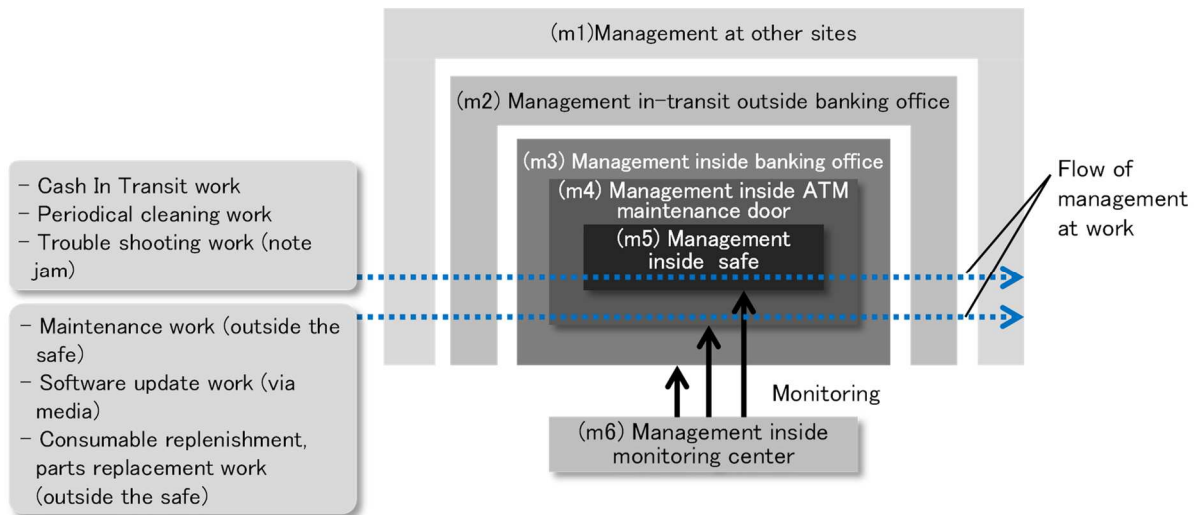 (m1)Management at other sites
(m2) Management in-transit outside banking office
(m3) Management inside banking office
(m4) Management inside ATM
maintenance door
(m5) Management
inside safe
- Cash In Transit work
- Periodical cleaning work
- Trouble shooting work (note
jam)
- Maintenance work (outside the
safe)
- Software update work (via
media)
- Consumable replenishment,
parts replacement work
(outside the safe)
Flow of
management
at work
Monitoring
(m6) Management inside
monitoring center